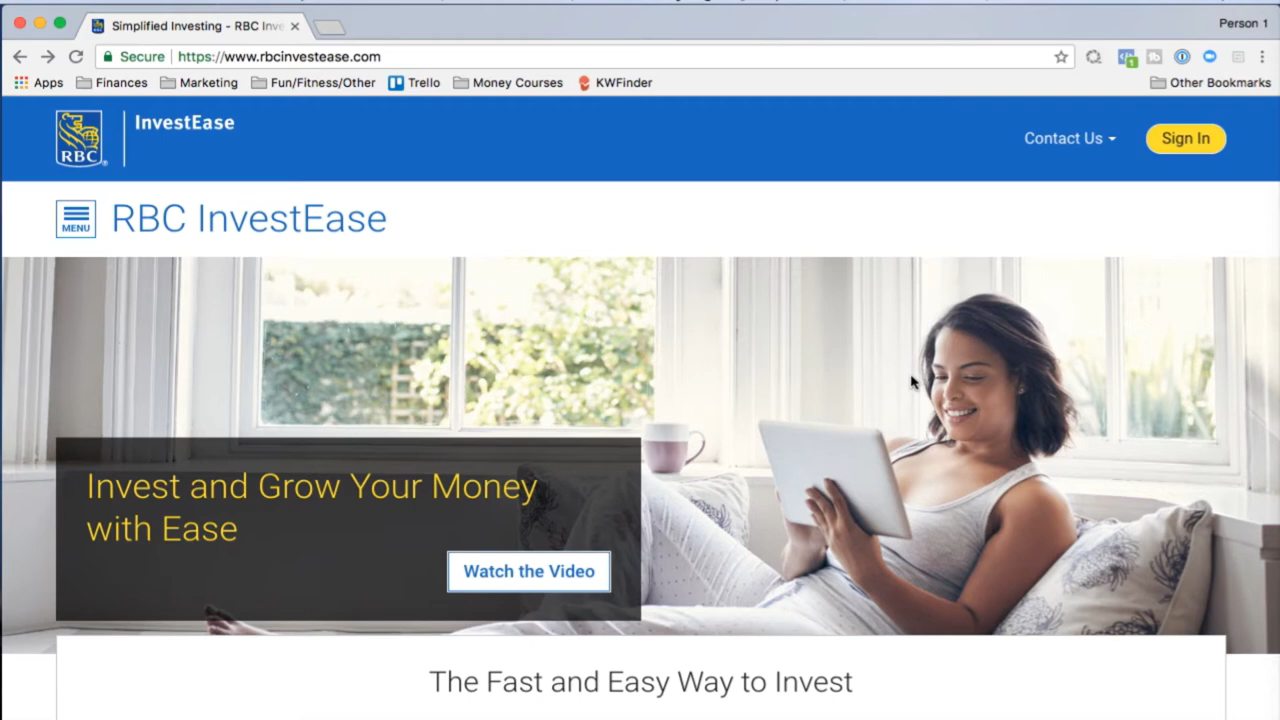 Simplified Investing - RBC Inve
Person 1
Secure https://www.rbcinvestease.com
Apps Finances Marketing Fun/Fitness/Other Trello Money Courses KWFinder Other Bookmarks
RBC
InvestEase
Contact Us
Sign In
MENU
RBC InvestEase
Invest and Grow Your Money
with Ease
Watch the Video
The Fast and Easy Way to Invest